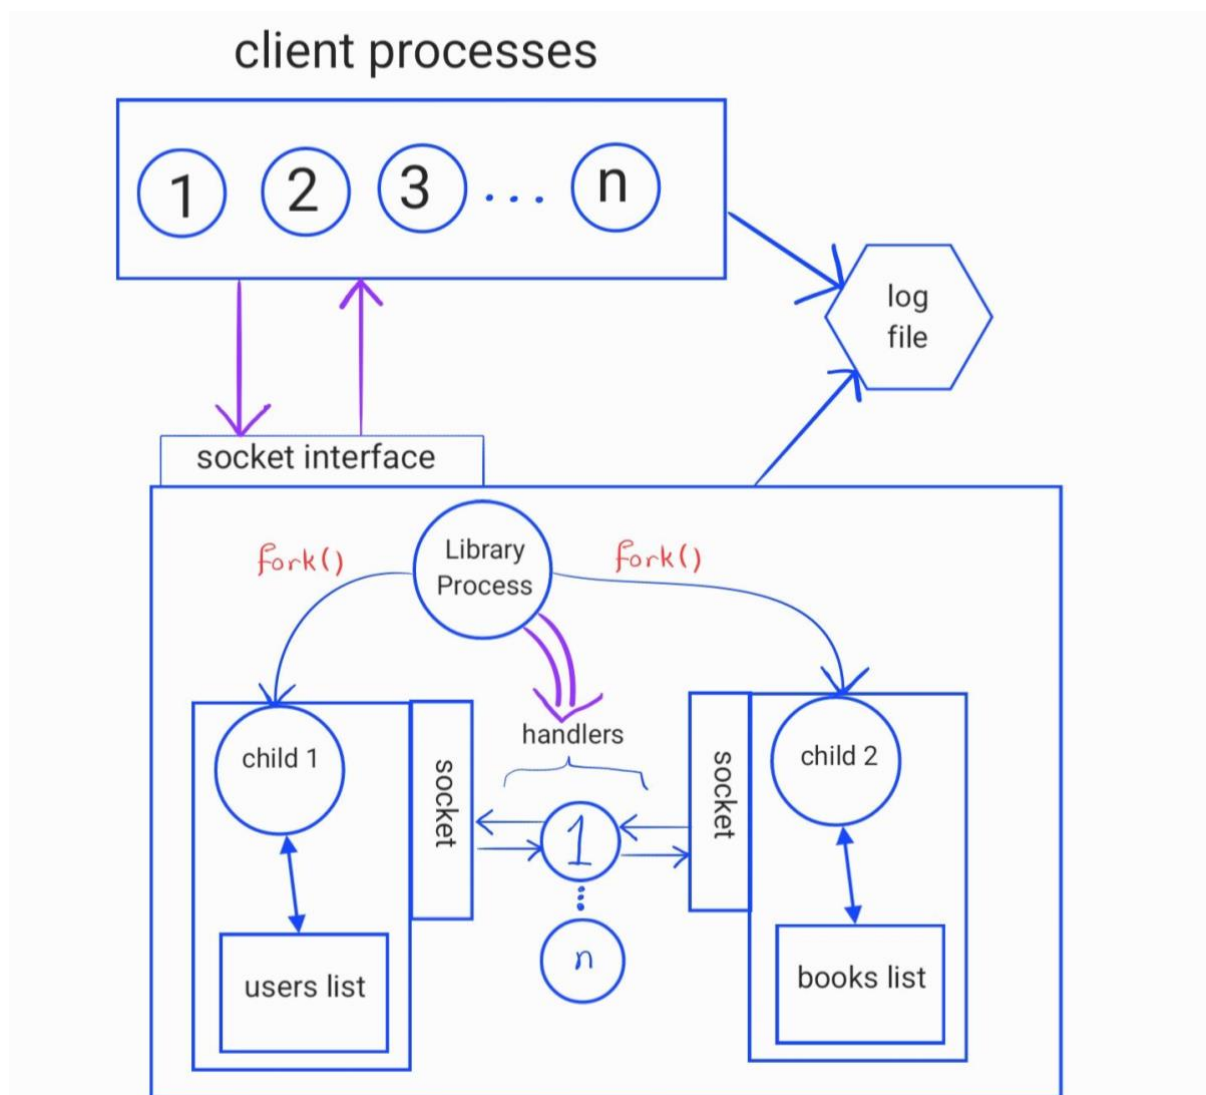 client processes
1 2 3 ... n
log
file
socket interface
fork()
Library
Process
fork()
handlers
child 1
socket
1
socket
child 2
n
users list
books list